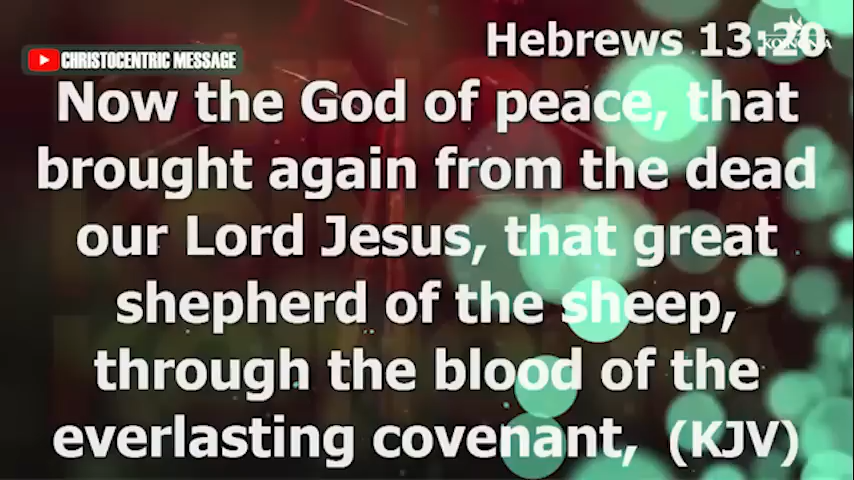 Hebrews 13:20
KOINONIA
CHRISTOCENTRIC MESSAGE
Now the God of peace, that
brought again from the dead
our Lord Jesus, that great
shepherd of the sheep,
through the blood of the
everlasting covenant, (KJV)